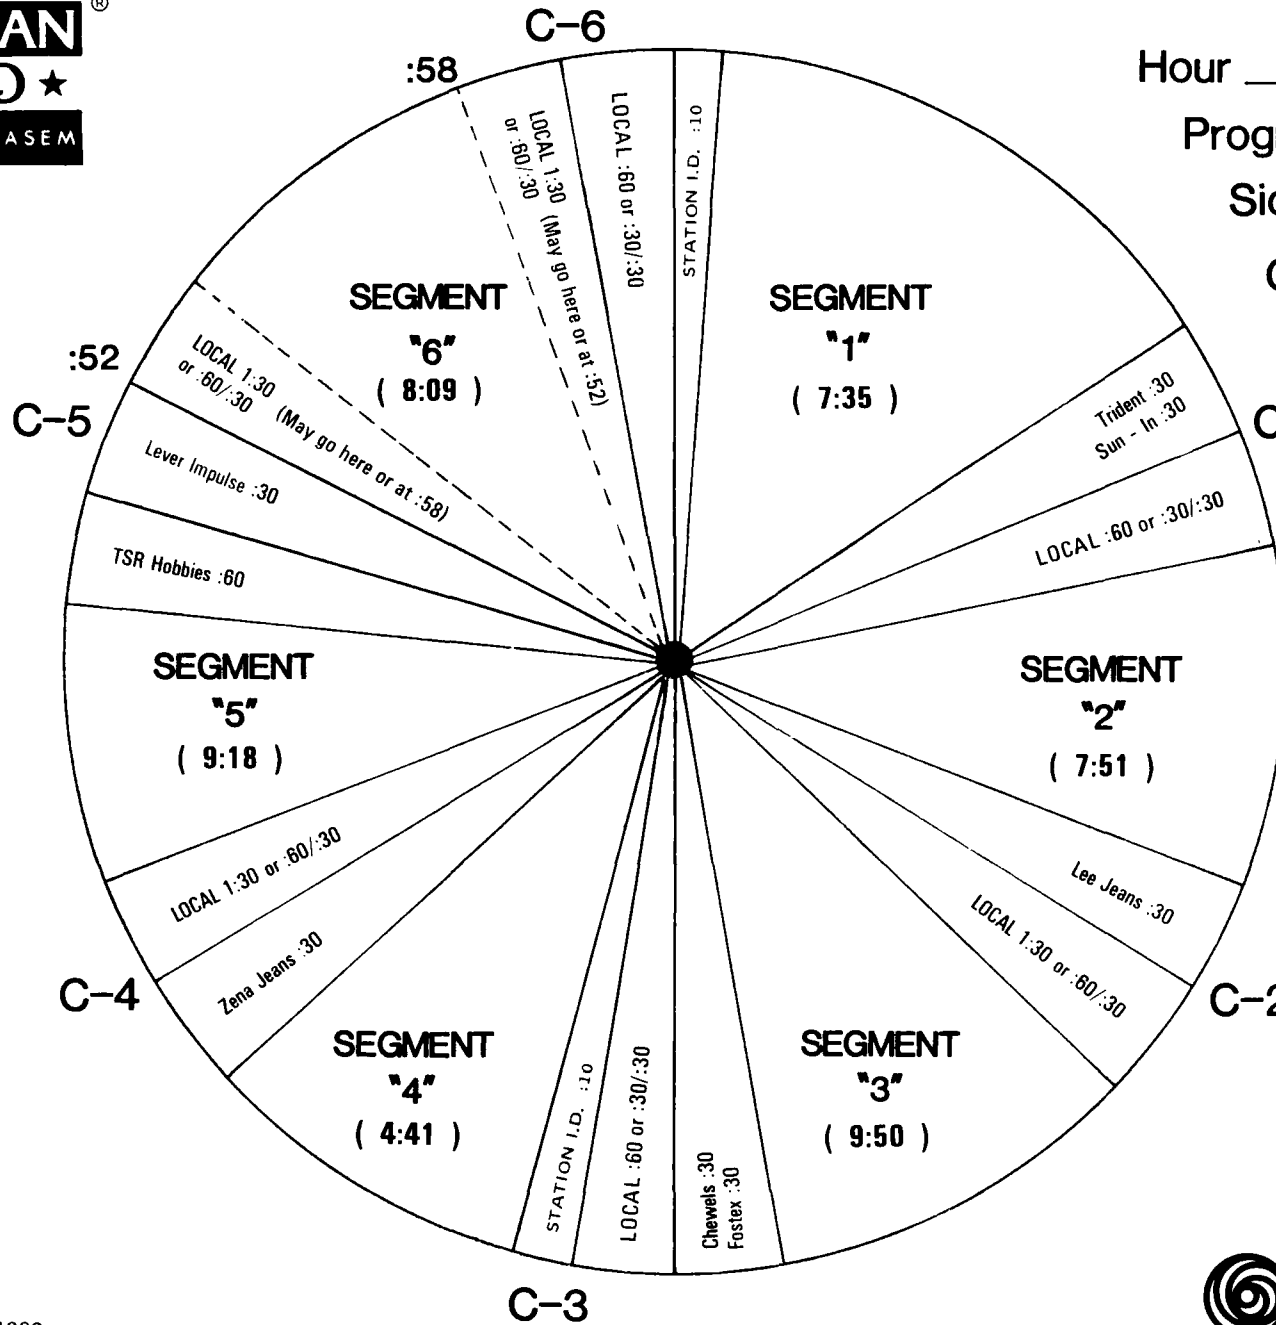 AN ®
★
ASEM
Hour
:58
C-6
STATION I.D. :10
SEGMENT
"1"
( 7:35 )
Trident :30
Sun - In :30
LOCAL :60 or :30/:30
SEGMENT
"2"
( 7:51 )
Lee Jeans :30
LOCAL 1:30 or :60/:30
C-2
SEGMENT
"3"
( 9:50 )
Chewels :30
Fostex :30
LOCAL :60 or :30/:30
STATION I.D. :10
C-3
SEGMENT
"4"
( 4:41 )
Zena Jeans :30
LOCAL 1:30 or :60/:30
C-4
SEGMENT
"5"
( 9:18 )
TSR Hobbies :60
Lever Impulse :30
C-5
:52
LOCAL 1:30 (May go here or at :58)
or :60/:30
SEGMENT
"6"
( 8:09 )
LOCAL 1:30 (May go here or at :52)
or :60/:30
LOCAL :60 or :30/:30